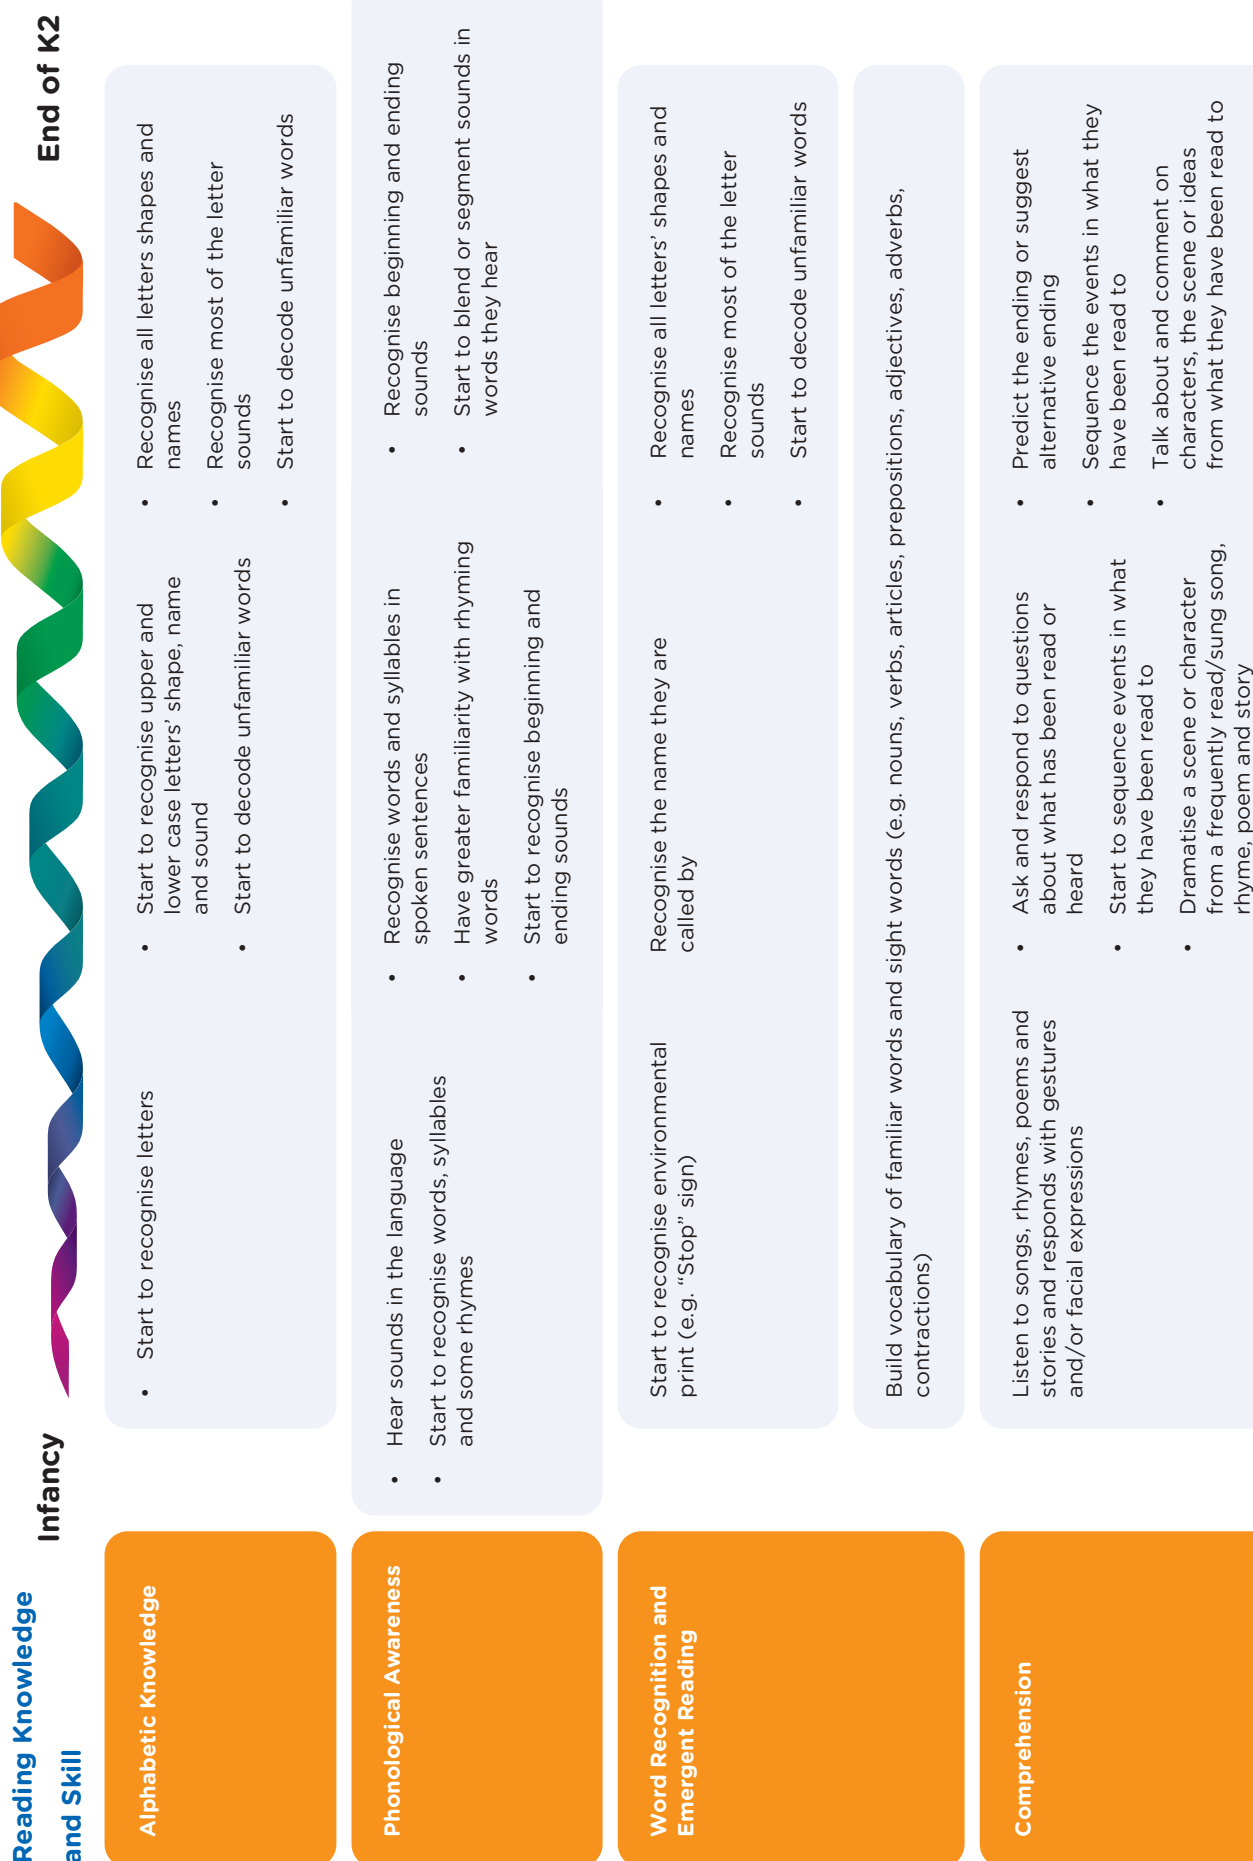 Reading Knowledge
and Skill
Infancy
End of K2
Alphabetic Knowledge
• Start to recognise letters
• Start to recognise upper and
lower case letters’ shape, name
and sound
• Start to decode unfamiliar words
• Recognise all letters shapes and
names
• Recognise most of the letter
sounds
• Start to decode unfamiliar words
Phonological Awareness
• Hear sounds in the language
• Start to recognise words, syllables
and some rhymes
• Recognise words and syllables in
spoken sentences
• Have greater familiarity with rhyming
words
• Start to recognise beginning and
ending sounds
• Recognise beginning and ending
sounds
• Start to blend or segment sounds in
words they hear
Word Recognition and
Emergent Reading
Start to recognise environmental
print (e.g. “Stop” sign)
Recognise the name they are
called by
• Recognise all letters’ shapes and
names
• Recognise most of the letter
sounds
• Start to decode unfamiliar words
Build vocabulary of familiar words and sight words (e.g. nouns, verbs, articles, prepositions, adjectives, adverbs,
contractions)
Comprehension
Listen to songs, rhymes, poems and
stories and responds with gestures
and/or facial expressions
• Ask and respond to questions
about what has been read or
heard
• Start to sequence events in what
they have been read to
• Dramatise a scene or character
from a frequently read/sung song,
rhyme, poem and story
• Predict the ending or suggest
alternative ending
• Sequence the events in what they
have been read to
• Talk about and comment on
characters, the scene or ideas
from what they have been read to